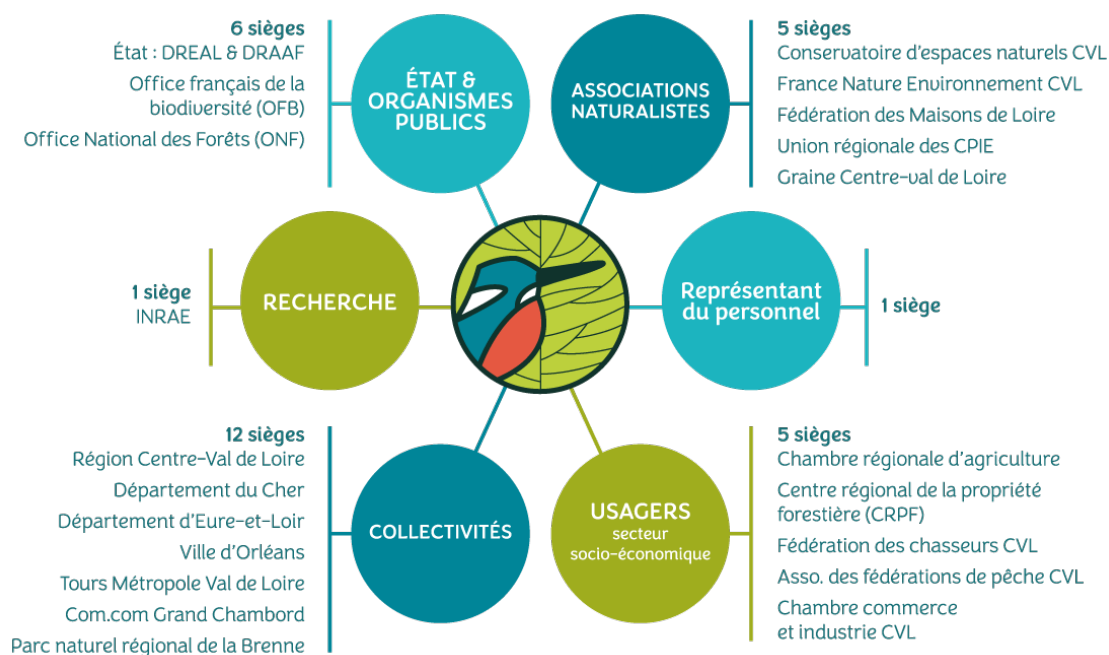 6 sièges
État : DREAL & DRAAF
Office français de la
biodiversité (OFB)
Office National des Forêts (ONF)
ÉTAT &
ORGANISMES
PUBLICS
ASSOCIATIONS
NATURALISTES
5 sièges
Conservatoire d'espaces naturels CVL
France Nature Environnement CVL
Fédération des Maisons de Loire
Union régionale des CPIE
Graine Centre-val de Loire
1 siège
INRAE
RECHERCHE
Représentant
du personnel
1 siège
12 sièges
Région Centre-Val de Loire
Département du Cher
Département d'Eure-et-Loir
Ville d'Orléans
Tours Métropole Val de Loire
Com.com Grand Chambord
Parc naturel régional de la Brenne
COLLECTIVITÉS
USAGERS
secteur
socio-économique
5 sièges
Chambre régionale d'agriculture
Centre régional de la propriété
forestière (CRPF)
Fédération des chasseurs CVL
Asso. des fédérations de pêche CVL
Chambre commerce
et industrie CVL